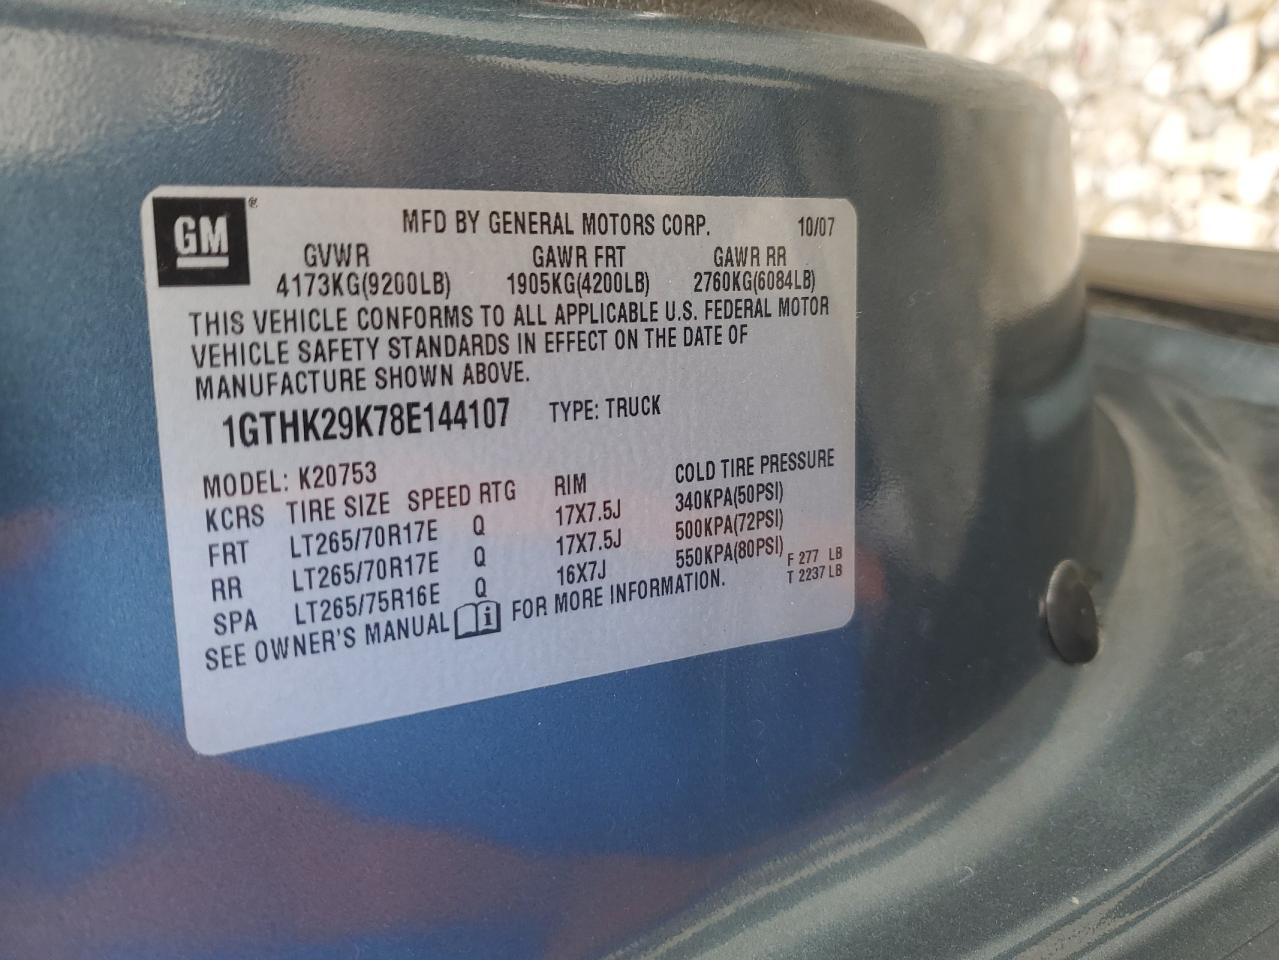 GM®
MFD BY GENERAL MOTORS CORP. 10/07
GVWR GAWR FRT GAWR RR
4173KG(9200LB) 1905KG(4200LB) 2760KG(6084LB)
THIS VEHICLE CONFORMS TO ALL APPLICABLE U.S. FEDERAL MOTOR
VEHICLE SAFETY STANDARDS IN EFFECT ON THE DATE OF
MANUFACTURE SHOWN ABOVE.
1GTHK29K78E144107 TYPE: TRUCK
MODEL: K20753
KCRS TIRE SIZE SPEED RTG RIM COLD TIRE PRESSURE
FRT LT265/70R17E Q 17X7.5J 340KPA(50PSI)
RR LT265/70R17E Q 17X7.5J 500KPA(72PSI)
SPA LT265/75R16E Q 16X7J 550KPA(80PSI) F 277 LB
SEE OWNER'S MANUAL FOR MORE INFORMATION. T 2237 LB